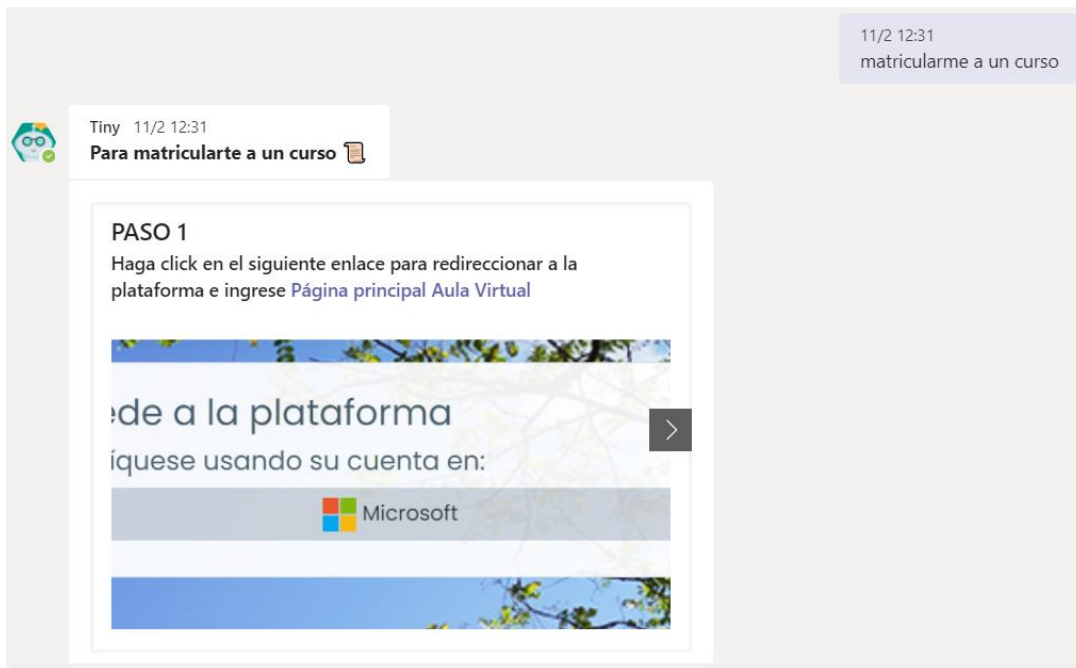 11/2 12:31
matricularme a un curso
Tiny 11/2 12:31
Para matricularte a un curso 📜
PASO 1
Haga click en el siguiente enlace para redireccionar a la
plataforma e ingrese Página principal Aula Virtual
ede a la plataforma
íquese usando su cuenta en:
Microsoft